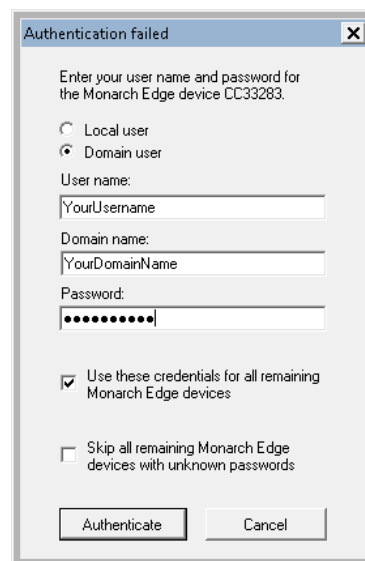 Authentication failed
Enter your user name and password for
the Monarch Edge device CC33283.
Local user
Domain user
User name:
YourUsername
Domain name:
YourDomainName
Password:
●●●●●●●●●●
Use these credentials for all remaining
Monarch Edge devices
Skip all remaining Monarch Edge
devices with unknown passwords
Authenticate
Cancel